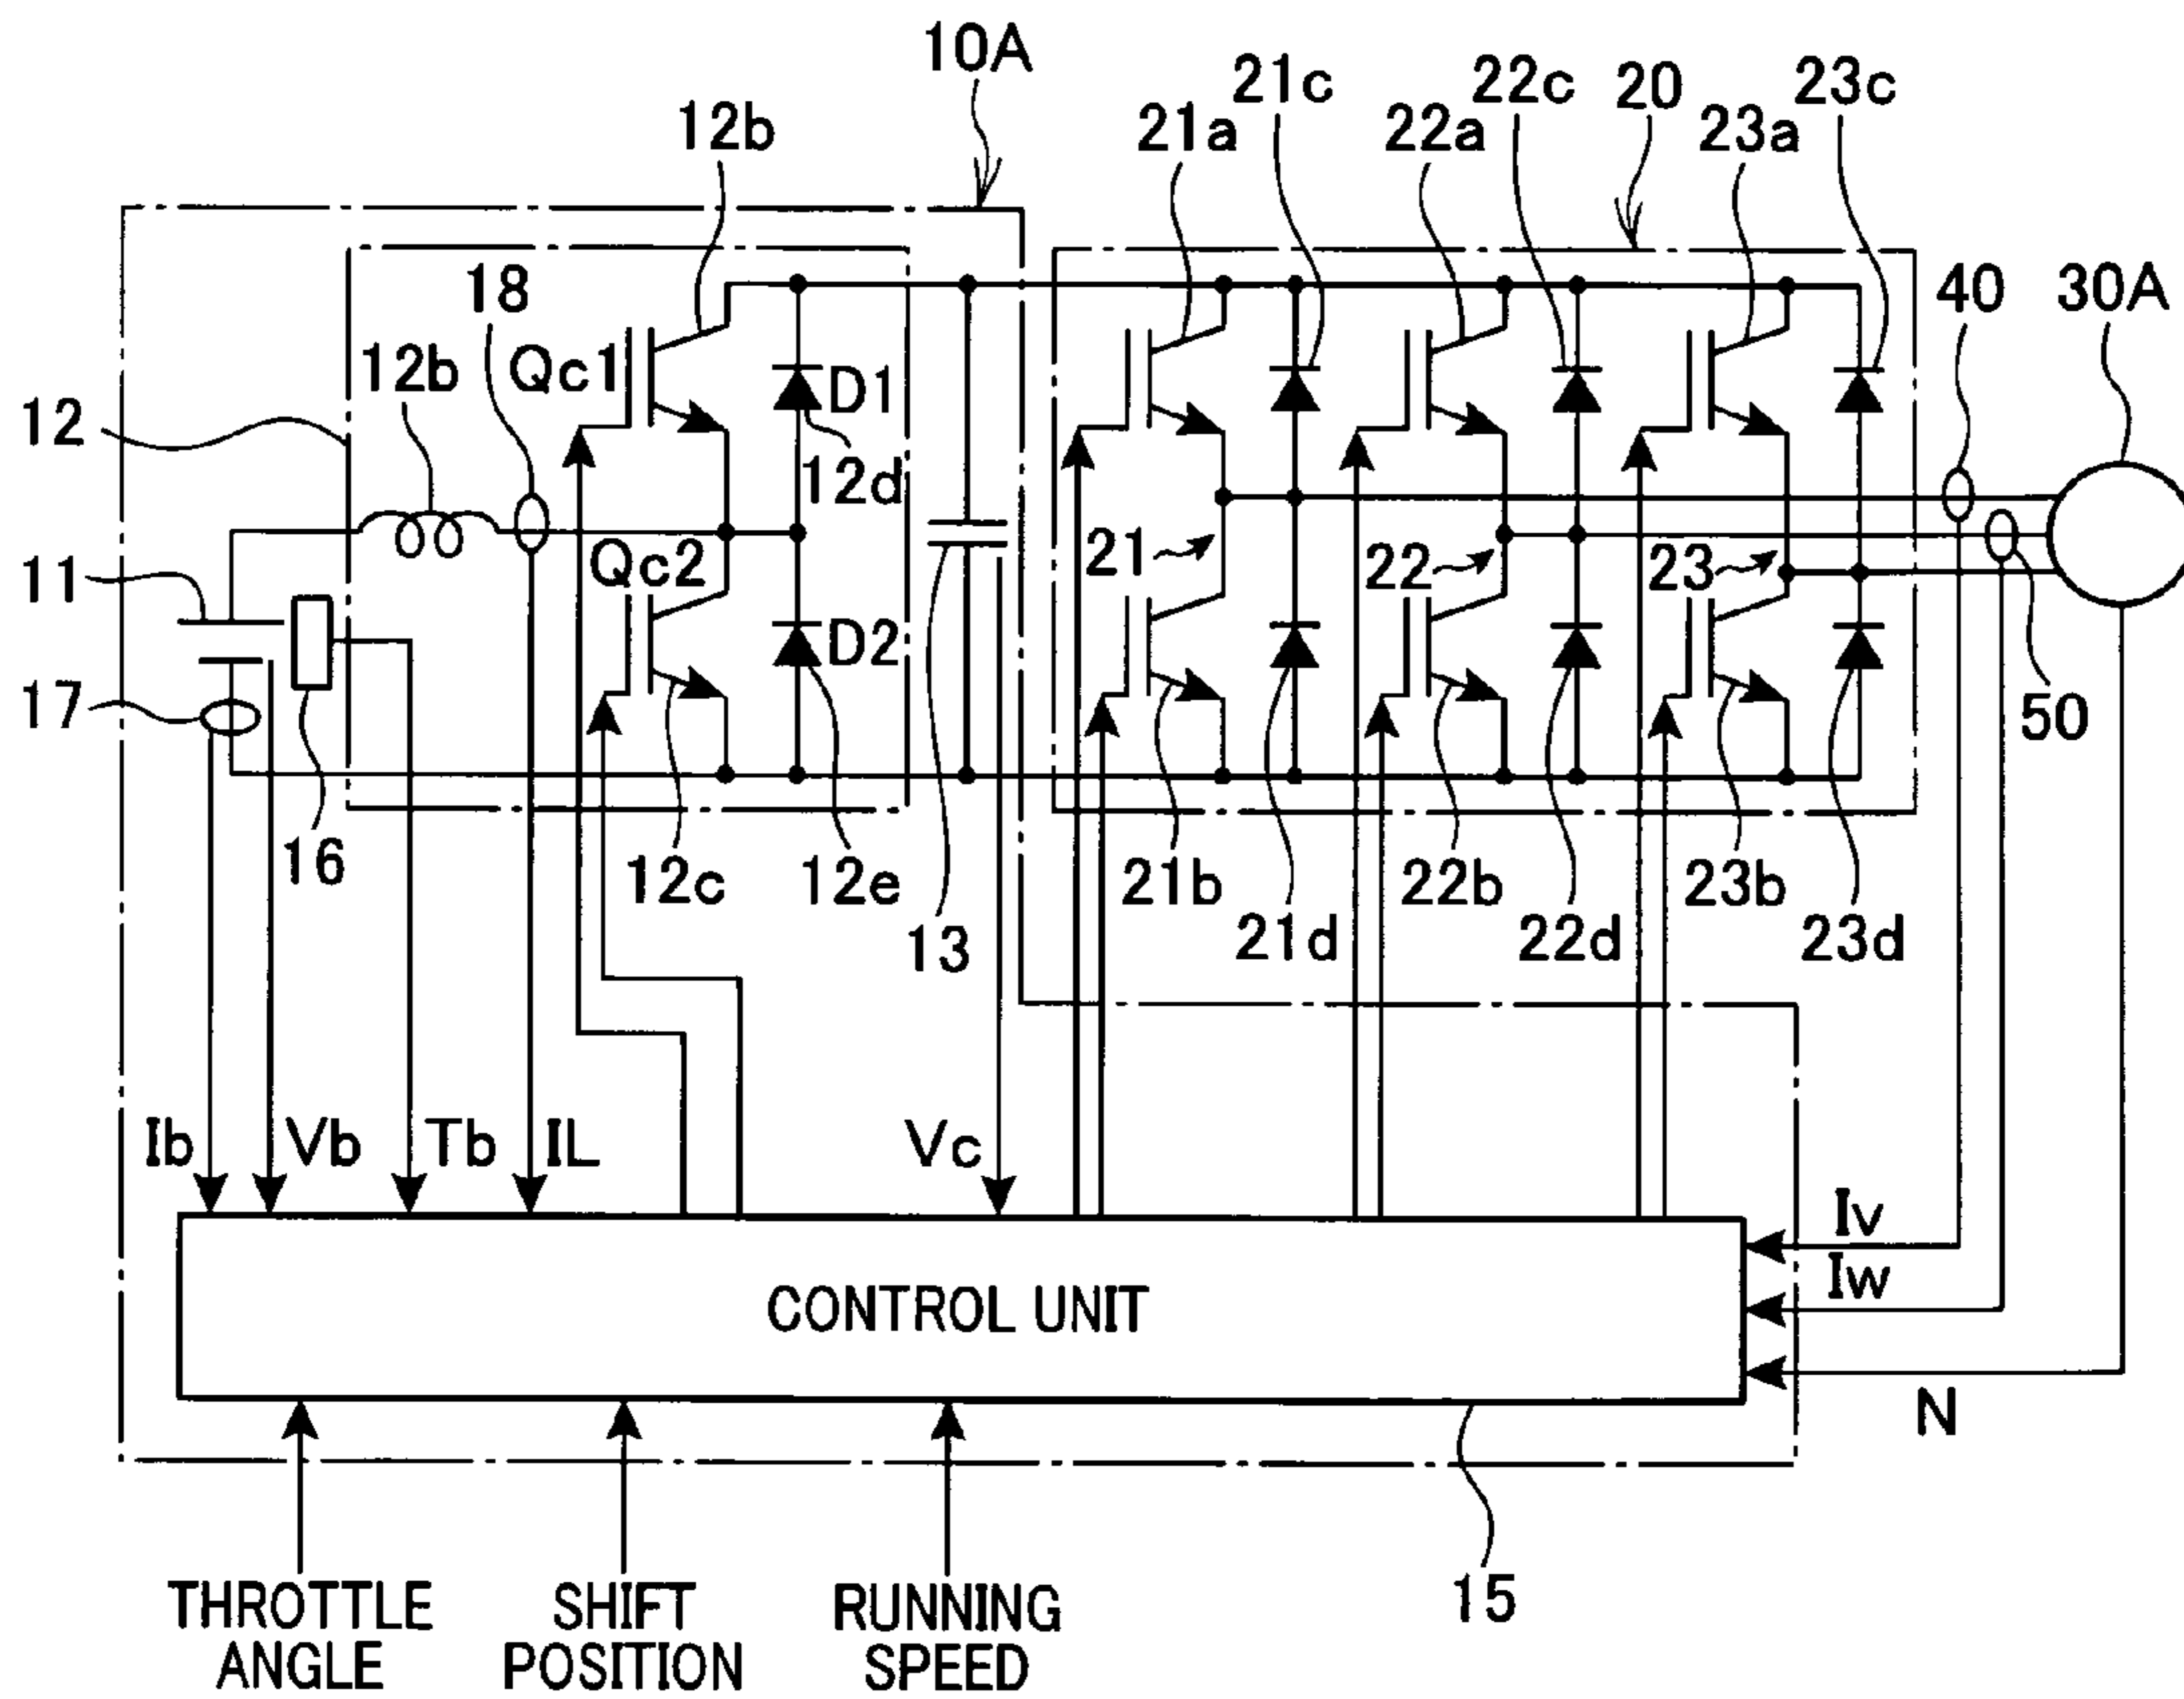 10A
21c
22c
20
23c
12b
21a
22a
23a
18
40
30A
12b
Qc1
D1
12
12d
11
Qc2
21
22
23
D2
17
50
16
12c
12e
21b
22b
23b
13
21d
22d
23d
Ib
Vb
Tb
IL
Vc
Iv
Iw
CONTROL UNIT
N
THROTTLE
ANGLE
SHIFT
POSITION
RUNNING
SPEED
15